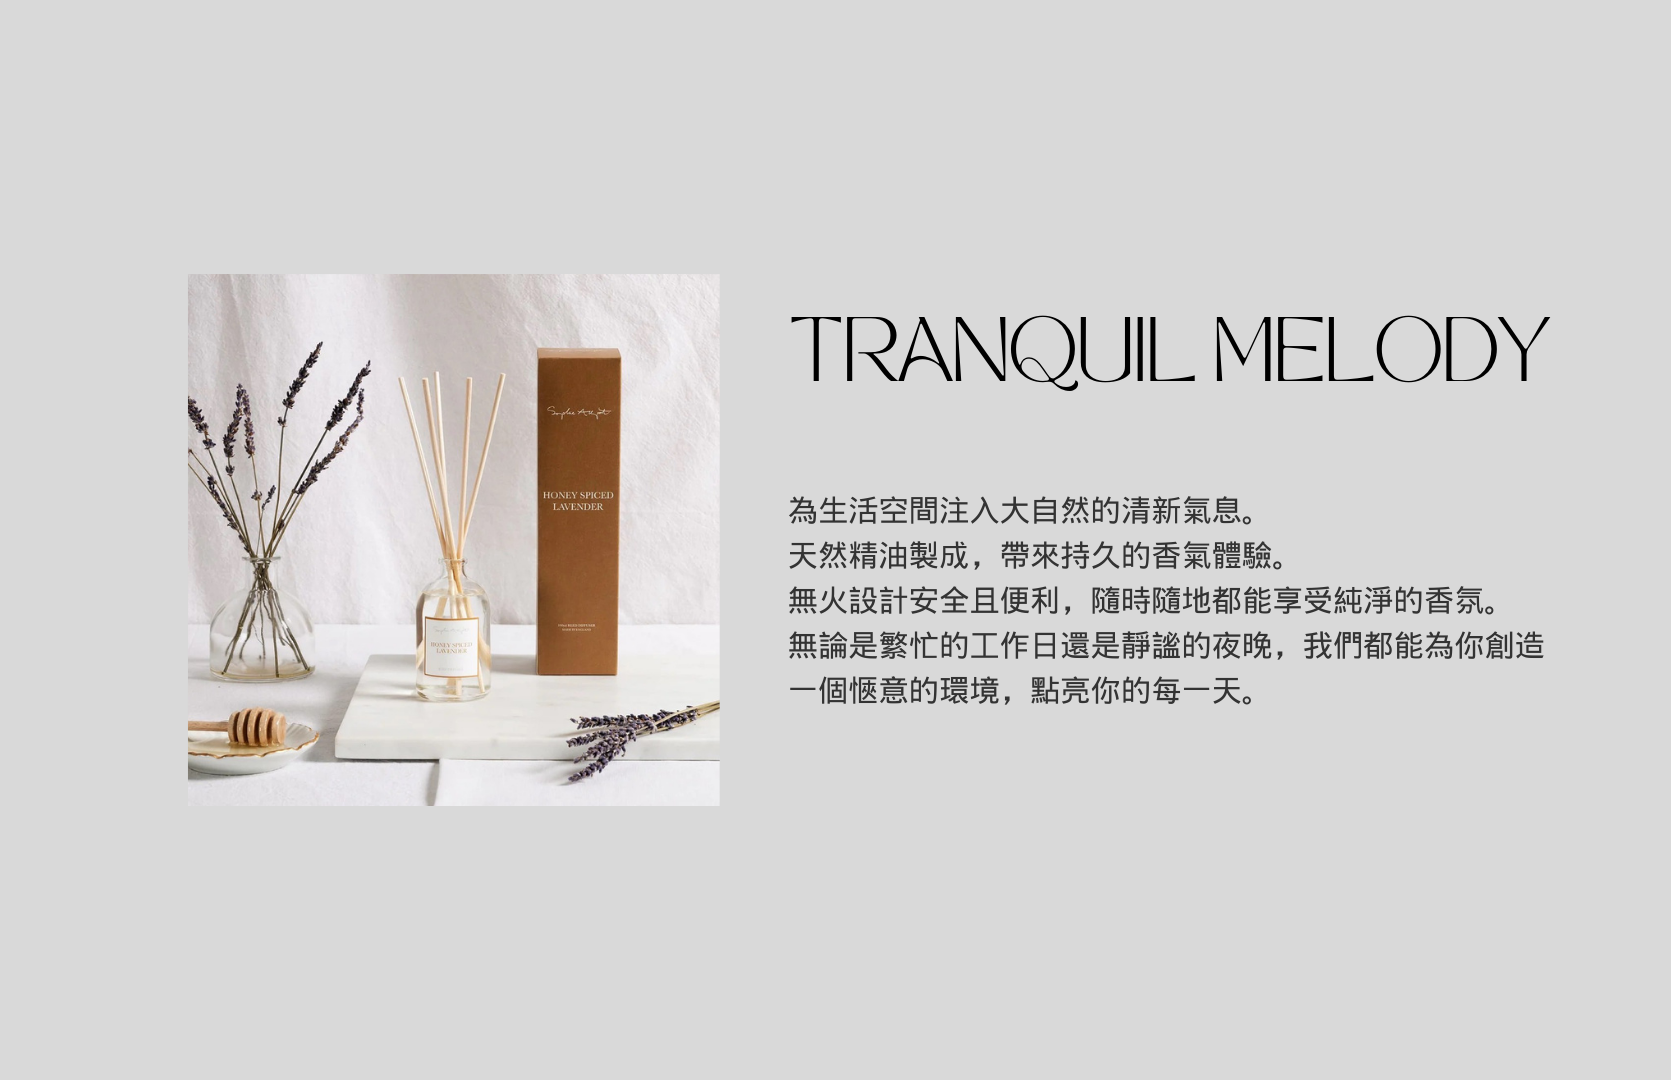 TRANQUIL MELODY
為生活空間注入大自然的清新氣息。
天然精油製成，帶來持久的香氣體驗。
無火設計安全且便利，隨時隨地都能享受純淨的香氛。
無論是繁忙的工作日還是靜謐的夜晚，我們都能為你創造
一個愜意的環境，點亮你的每一天。
HONEY SPICED
LAVENDER
HONEY SPICED
LAVENDER